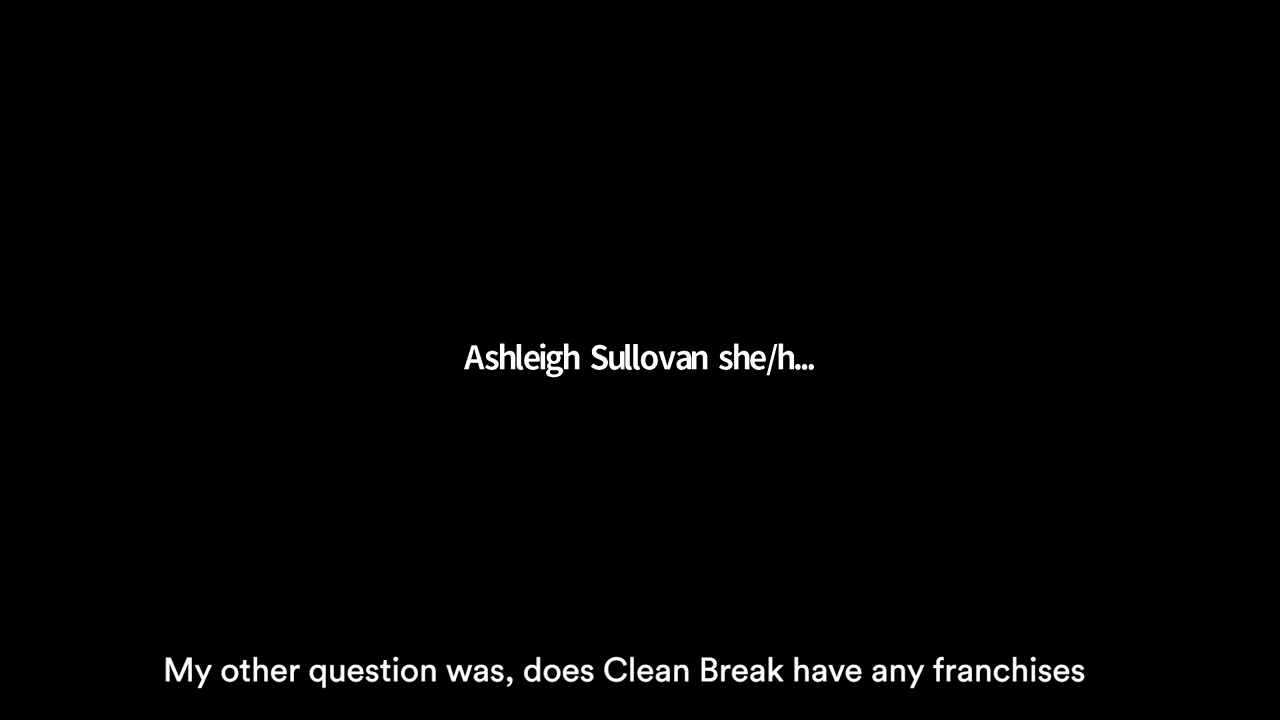 Ashleigh Sullovan she/h...
My other question was, does Clean Break have any franchises